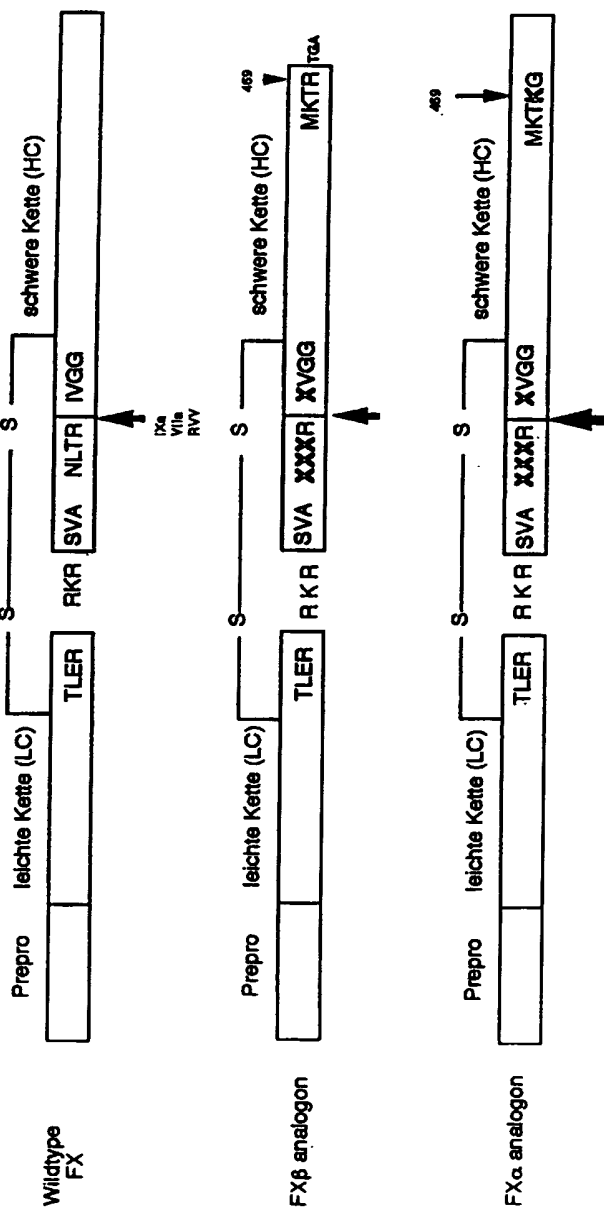 Wildtype
FX
Prepro
leichte Kette (LC)
S
S
schwere Kette (HC)
TLER
RKR
SVA NLTR
IVGG
IXa
VIIa
RVV
FXβ analogon
Prepro
leichte Kette (LC)
S
S
schwere Kette (HC)
469
TLER
R K R
SVA XXXR
XVGG
MKTR
TGA
FXα analogon
Prepro
leichte Kette (LC)
S
S
schwere Kette (HC)
469
TLER
R K R
SVA XXXR
XVGG
MKTKG